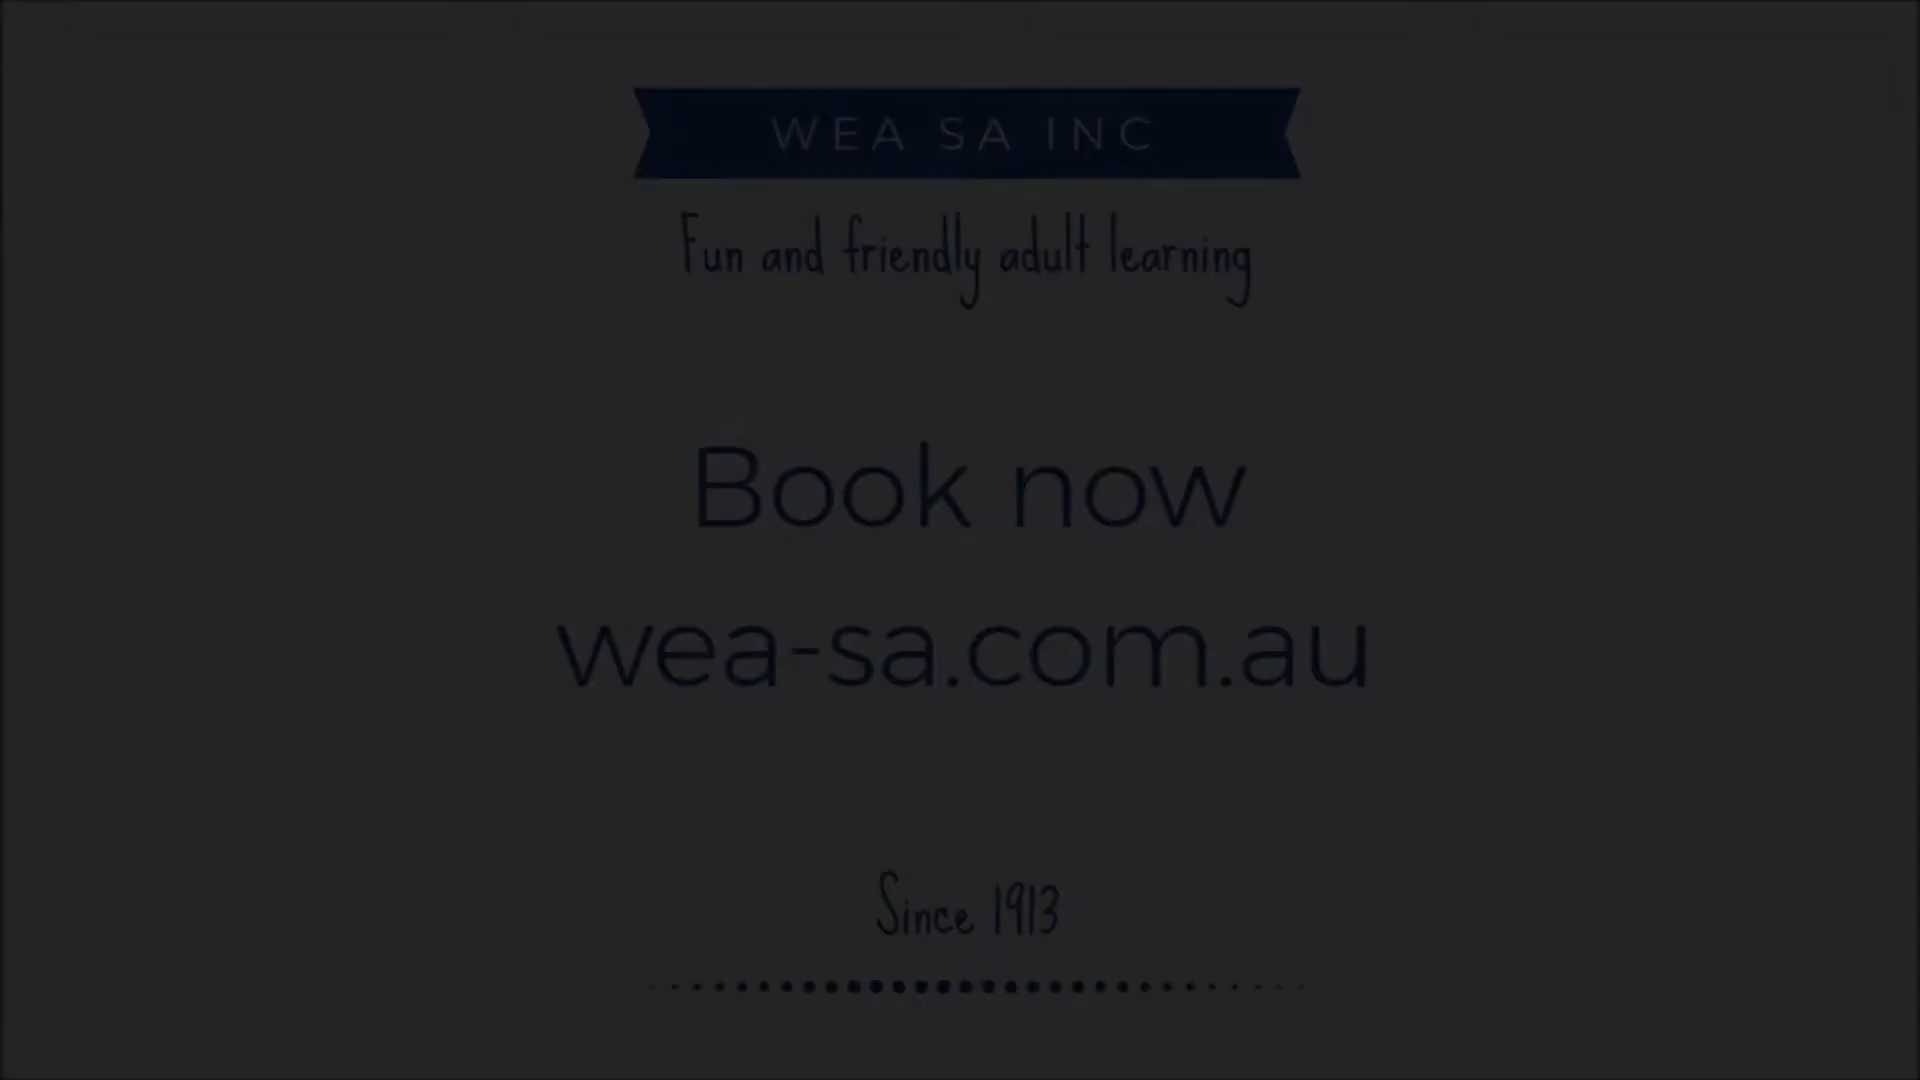 WEA SA INC
Fun and friendly adult learning
Book now
wea-sa.com.au
Since 1913